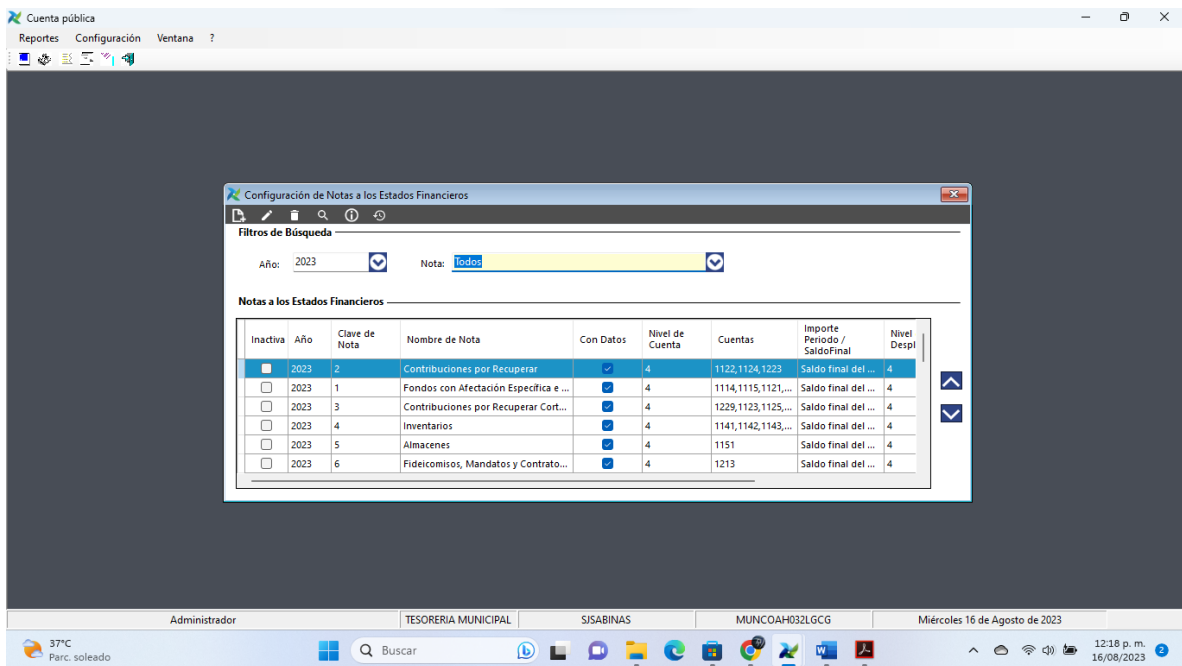 Cuenta pública
Reportes Configuración Ventana ?
Configuración de Notas a los Estados Financieros
Filtros de Búsqueda
Año: 2023 Nota: Todos
Notas a los Estados Financieros
Inactiva Año Clave de Nota Nombre de Nota Con Datos Nivel de Cuenta Cuentas Importe Periodo / SaldoFinal Nivel Despl
2023 2 Contribuciones por Recuperar 4 1122,1124,1223 Saldo final del ... 4
2023 1 Fondos con Afectación Específica e ... 4 1114,1115,1121,... Saldo final del ... 4
2023 3 Contribuciones por Recuperar Cort... 4 1229,1123,1125,... Saldo final del ... 4
2023 4 Inventarios 4 1141,1142,1143,... Saldo final del ... 4
2023 5 Almacenes 4 1151 Saldo final del ... 4
2023 6 Fideicomisos, Mandatos y Contrato... 4 1213 Saldo final del ... 4
Administrador TESORERIA MUNICIPAL SJSABINAS MUNCOAH032LGCG Miércoles 16 de Agosto de 2023
37°C
Parc. soleado
Buscar
12:18 p. m.
16/08/2023
2